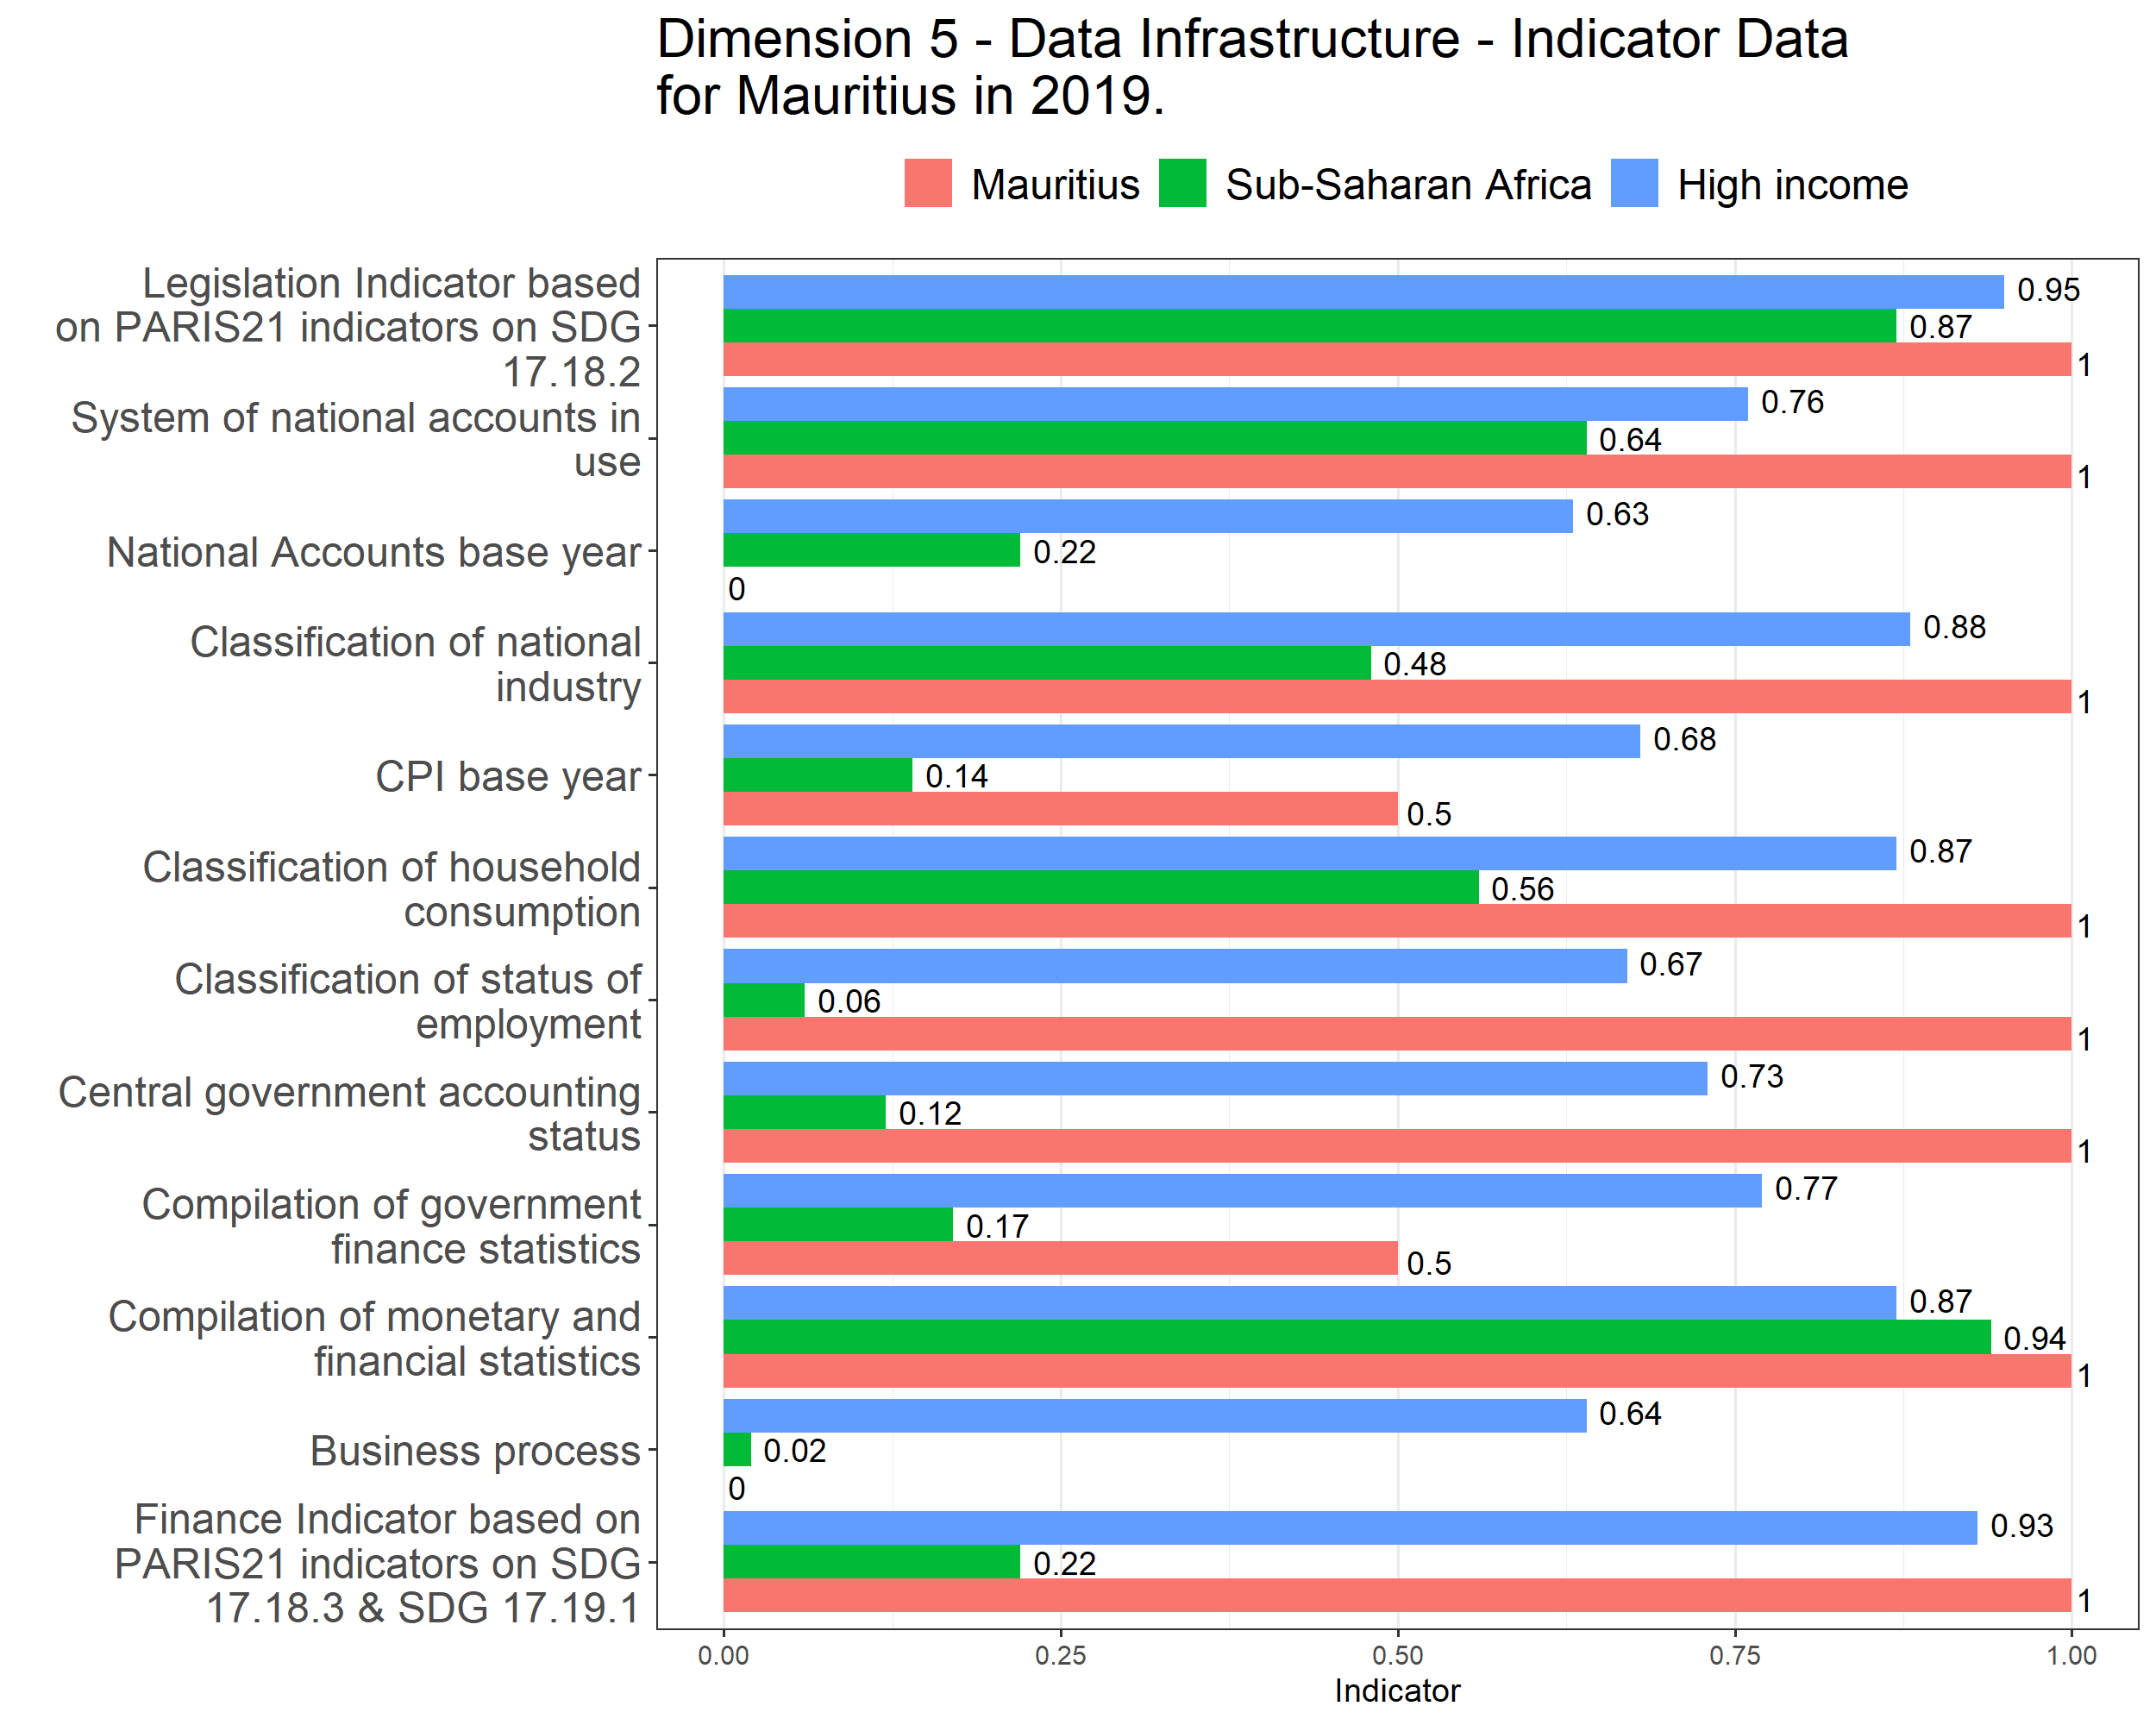 Dimension 5 - Data Infrastructure - Indicator Data
for Mauritius in 2019.
Mauritius Sub-Saharan Africa High income
Legislation Indicator based
on PARIS21 indicators on SDG
17.18.2
0.95
0.87
1
System of national accounts in
use
0.76
0.64
1
National Accounts base year
0.63
0.22
0
Classification of national
industry
0.88
0.48
1
CPI base year
0.68
0.14
0.5
Classification of household
consumption
0.87
0.56
1
Classification of status of
employment
0.67
0.06
1
Central government accounting
status
0.73
0.12
1
Compilation of government
finance statistics
0.77
0.17
0.5
Compilation of monetary and
financial statistics
0.87
0.94
1
Business process
0.64
0.02
0
Finance Indicator based on
PARIS21 indicators on SDG
17.18.3 & SDG 17.19.1
0.93
0.22
1
0.00 0.25 0.50 0.75 1.00
Indicator